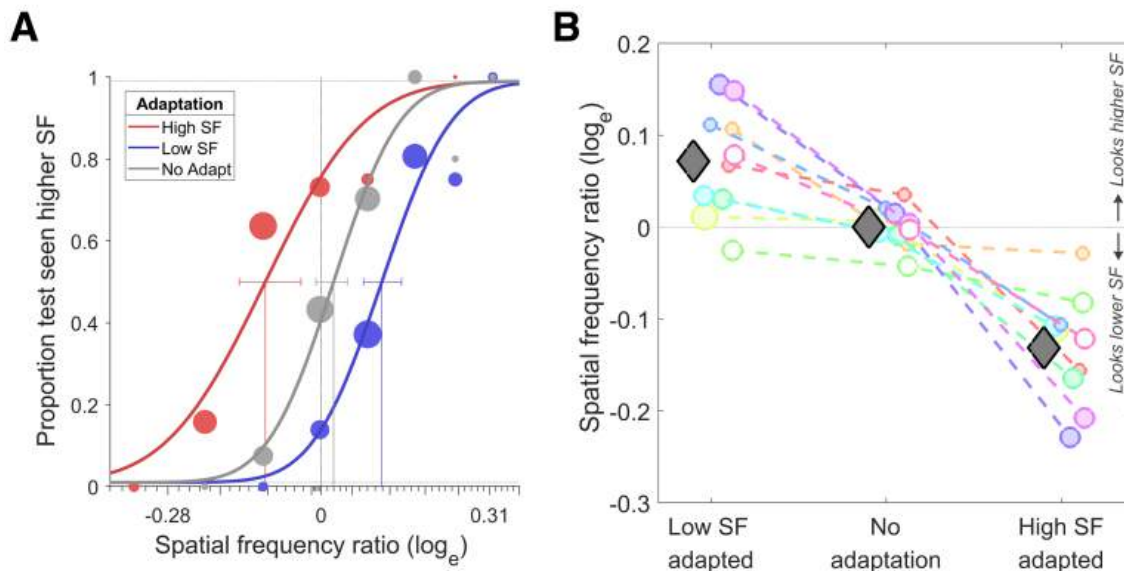 A
B
Proportion test seen higher SF
1
0.8
0.6
0.4
0.2
0
Adaptation
High SF
Low SF
No Adapt
-0.28
0
0.31
Spatial frequency ratio (logₑ)
Spatial frequency ratio (logₑ)
0.2
0.1
0
-0.1
-0.2
-0.3
Looks higher SF
Looks lower SF
Low SF
adapted
No
adaptation
High SF
adapted